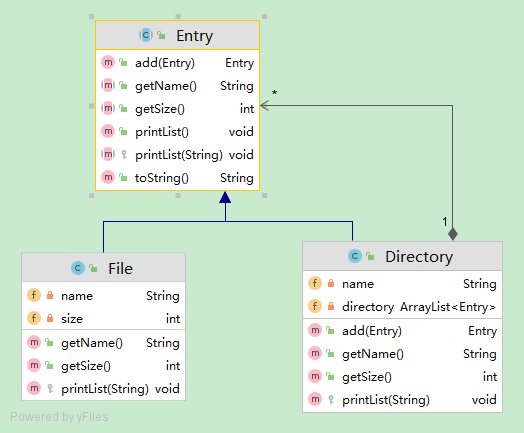 Entry
add(Entry) Entry
getName() String
getSize() int
printList() void
printList(String) void
toString() String
*
1
File
name String
size int
getName() String
getSize() int
printList(String) void
Directory
name String
directory ArrayList<Entry>
add(Entry) Entry
getName() String
getSize() int
printList(String) void
Powered by yFiles